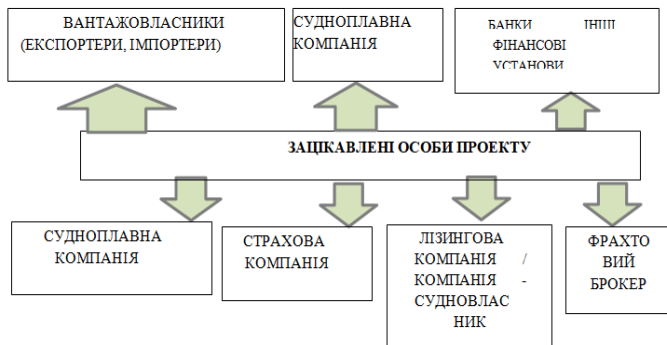 ВАНТАЖОВЛАСНИКИ
(ЕКСПОРТЕРИ, ІМПОРТЕРИ)
СУДНОПЛАВНА
КОМПАНІЯ
БАНКИ ІНШІ
ФІНАНСОВІ
УСТАНОВИ
ЗАЦІКАВЛЕНІ ОСОБИ ПРОЕКТУ
СУДНОПЛАВНА
КОМПАНІЯ
СТРАХОВА
КОМПАНІЯ
ЛІЗИНГОВА
КОМПАНІЯ /
КОМПАНІЯ -
СУДНОВЛАС
НИК
ФРАХТО
ВИЙ
БРОКЕР